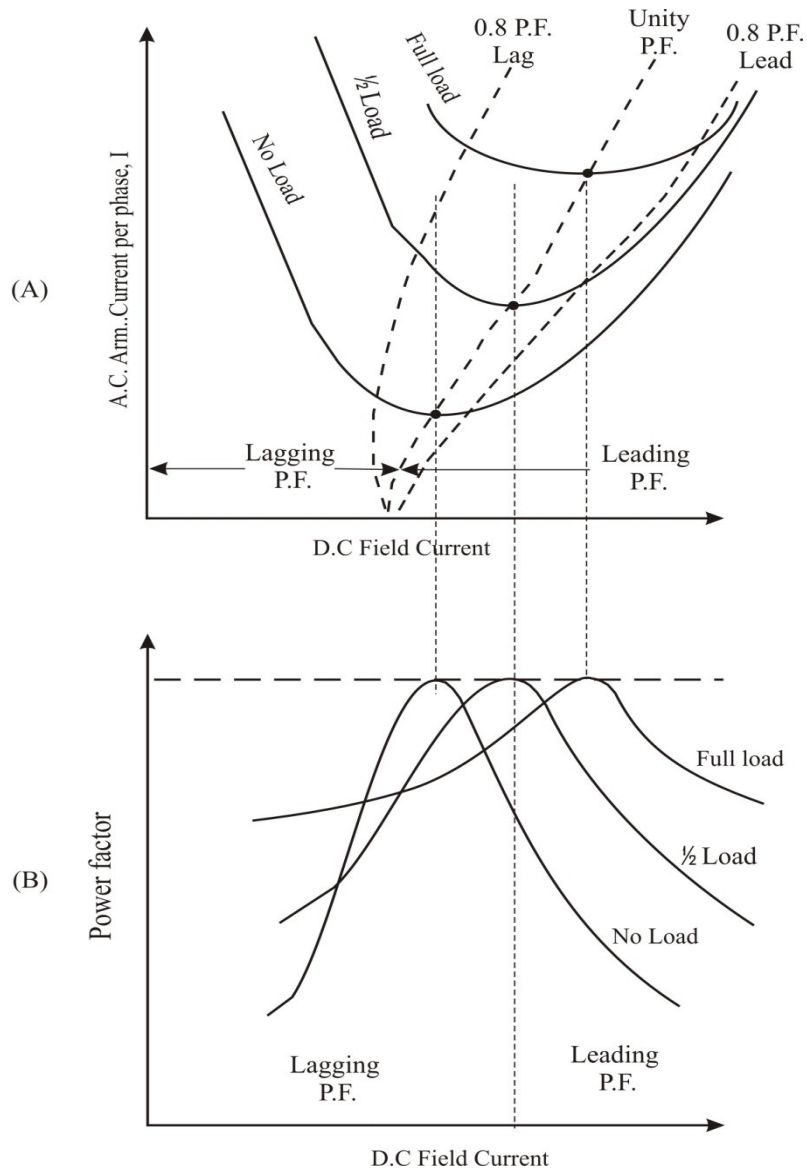 0.8 P.F.
Lag
Unity
P.F.
0.8 P.F.
Lead
Full load
½ Load
No Load
A.C. Arm..Current per phase, I
(A)
Lagging
P.F.
Leading
P.F.
D.C Field Current
Full load
½ Load
No Load
(B)
Power factor
Lagging
P.F.
Leading
P.F.
D.C Field Current